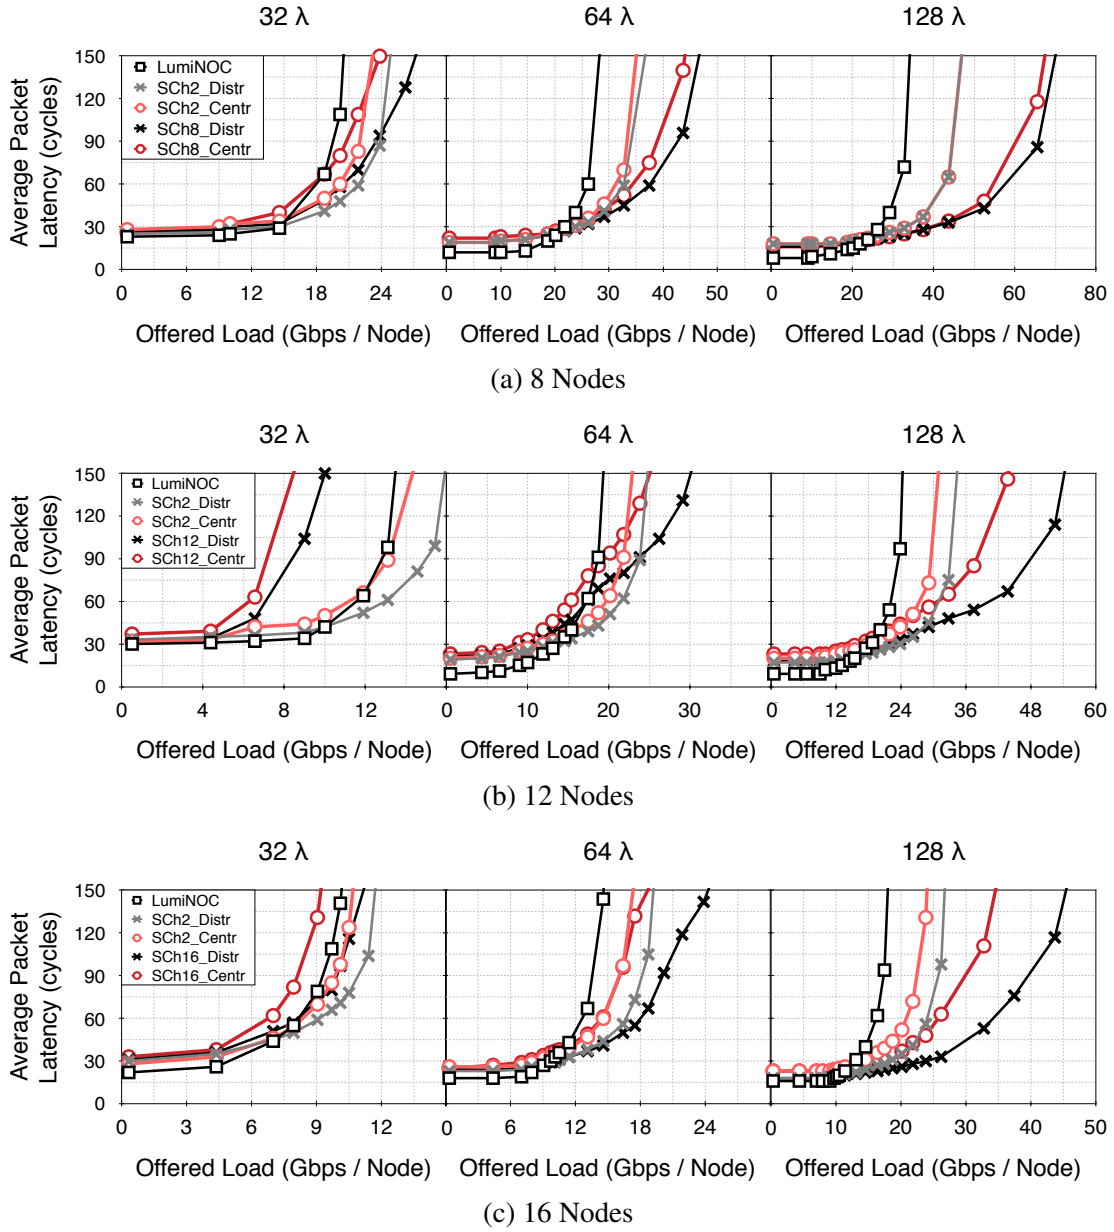 32 λ 64 λ 128 λ
Average Packet
Latency (cycles)
150
120
90
60
30
0
LumiNOC
SCh2_Distr
SCh2_Centr
SCh8_Distr
SCh8_Centr
0 6 12 18 24 0 10 20 30 40 50 0 20 40 60 80
Offered Load (Gbps / Node) Offered Load (Gbps / Node) Offered Load (Gbps / Node)
(a) 8 Nodes
32 λ 64 λ 128 λ
Average Packet
Latency (cycles)
150
120
90
60
30
0
LumiNOC
SCh2_Distr
SCh2_Centr
SCh12_Distr
SCh12_Centr
0 4 8 12 0 10 20 30 0 12 24 36 48 60
Offered Load (Gbps / Node) Offered Load (Gbps / Node) Offered Load (Gbps / Node)
(b) 12 Nodes
32 λ 64 λ 128 λ
Average Packet
Latency (cycles)
150
120
90
60
30
0
LumiNOC
SCh2_Distr
SCh2_Centr
SCh16_Distr
SCh16_Centr
0 3 6 9 12 0 6 12 18 24 0 10 20 30 40 50
Offered Load (Gbps / Node) Offered Load (Gbps / Node) Offered Load (Gbps / Node)
(c) 16 Nodes